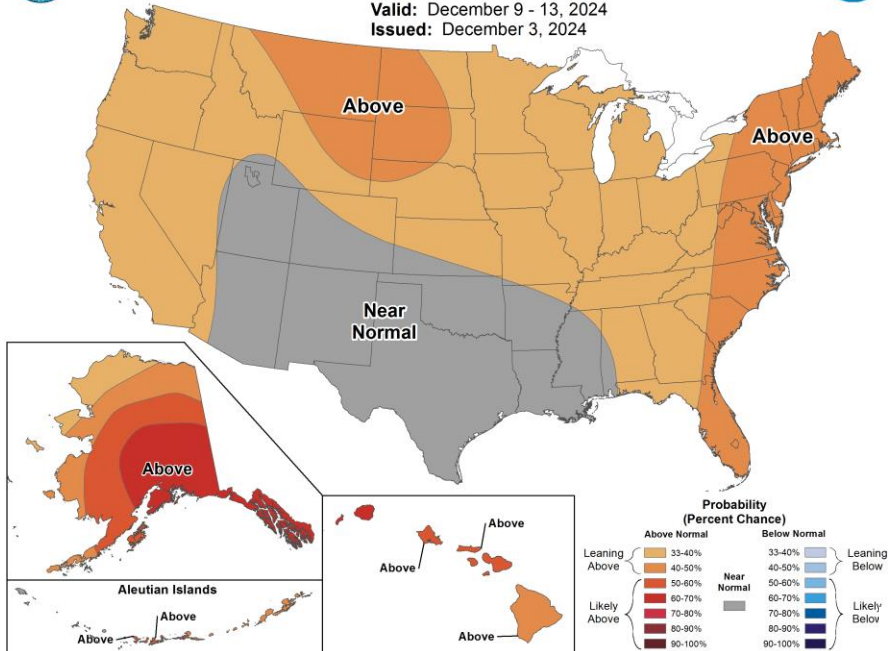 Valid: December 9 - 13, 2024
Issued: December 3, 2024
Above
Above
Near
Normal
Above
Above
Above
Above
Aleutian Islands
Above
Above
Probability
(Percent Chance)
Above Normal
Below Normal
Leaning
Above
33-40%
40-50%
Likely
Above
50-60%
60-70%
70-80%
80-90%
90-100%
Near
Normal
33-40%
40-50%
Leaning
Below
50-60%
60-70%
70-80%
80-90%
90-100%
Likely
Below